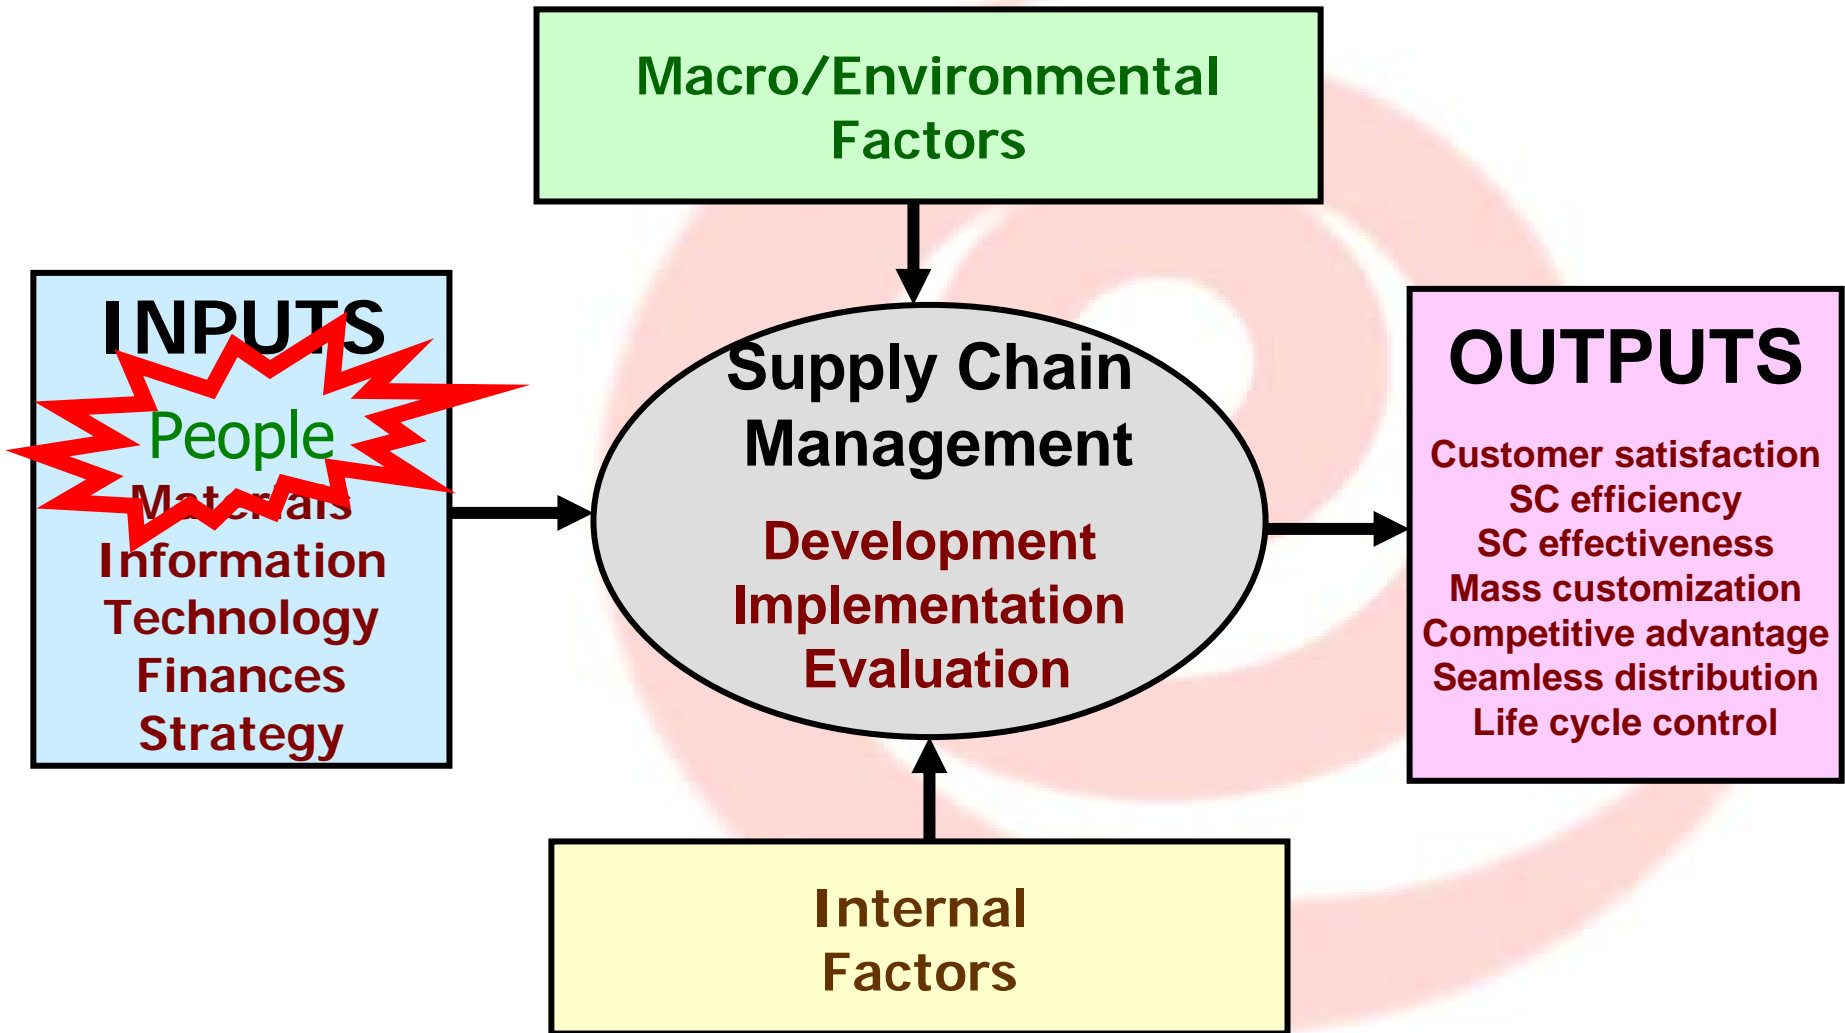 Macro/Environmental
Factors
INPUTS
People
Materials
Information
Technology
Finances
Strategy
Supply Chain
Management
Development
Implementation
Evaluation
OUTPUTS
Customer satisfaction
SC efficiency
SC effectiveness
Mass customization
Competitive advantage
Seamless distribution
Life cycle control
Internal
Factors